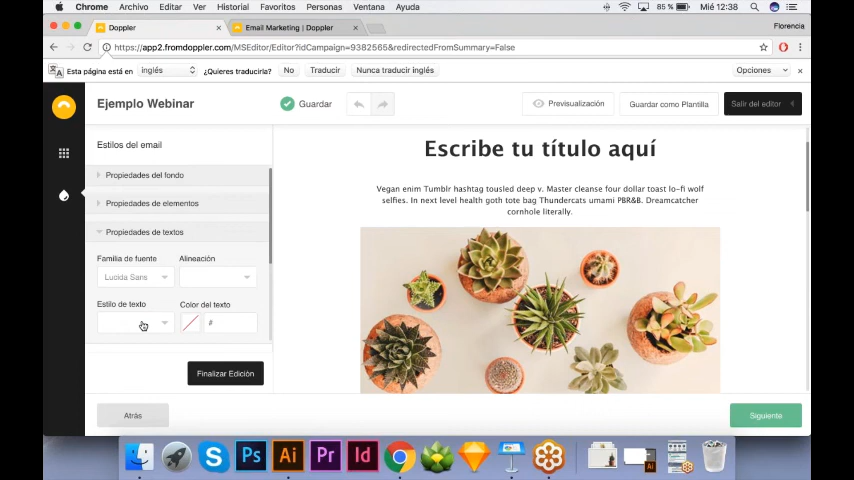 Chrome Archivo Editar Ver Historial Favoritos Personas Ventana Ayuda 85 % Mié 12:38
Doppler Email Marketing | Doppler Florencia
https://app2.fromdoppler.com/MSEditor/Editor?idCampaign=9382565&redirectedFromSummary=False
Esta página está en inglés ¿Quieres traducirla? No Traducir Nunca traducir inglés Opciones
Ejemplo Webinar Guardar Previsualización Guardar como Plantilla Salir del editor
Estilos del email
Propiedades del fondo
Propiedades de elementos
Propiedades de textos
Familia de fuente Alineación
Lucida Sans
Estilo de texto Color del texto
#
Finalizar Edición
Escribe tu título aquí
Vegan enim Tumblr hashtag tousled deep v. Master cleanse four dollar toast lo-fi wolf
selfies. In next level health goth tote bag Thundercats umami PBR&B. Dreamcatcher
cornhole literally.
Atrás Siguiente
Ps Ai Pr Id